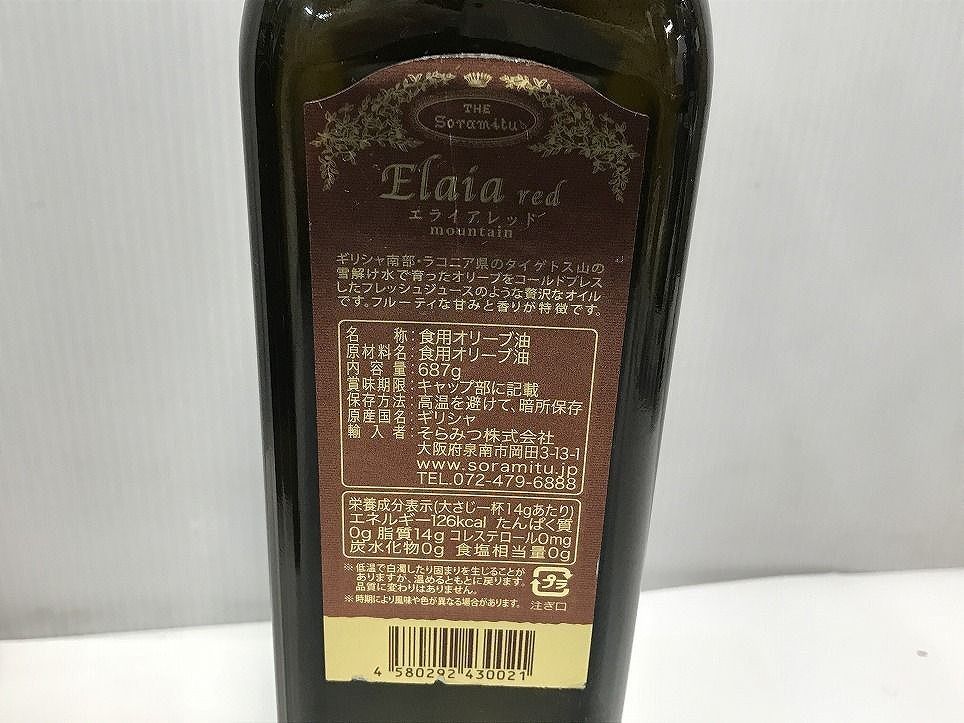 THE
Soramitu
Elaia red
エライアレッド
mountain
ギリシャ南部・ラコニア県のタイゲトス山の
雪解け水で育ったオリーブをコールドプレス
したフレッシュジュースのような贅沢なオイル
です。フルーティな甘みと香りが特徴です。
名称：食用オリーブ油
原材料名：食用オリーブ油
内容量：687g
賞味期限：キャップ部に記載
保存方法：高温を避けて、暗所保存
原産国名：ギリシャ
輸入者：そらみつ株式会社
大阪府泉南市岡田3-13-1
www.soramitu.jp
TEL.072-479-6888
栄養成分表示(大さじ一杯14gあたり)
エネルギー126kcal たんぱく質
0g 脂質14g コレステロール0mg
炭水化物0g 食塩相当量0g
※低温で白濁したり固まりを生じることが
ありますが、温めるともとに戻ります。
品質に変わりはありません。
※時期により風味や色が異なる場合があります。
プラ
注ぎ口
4 580292 430021